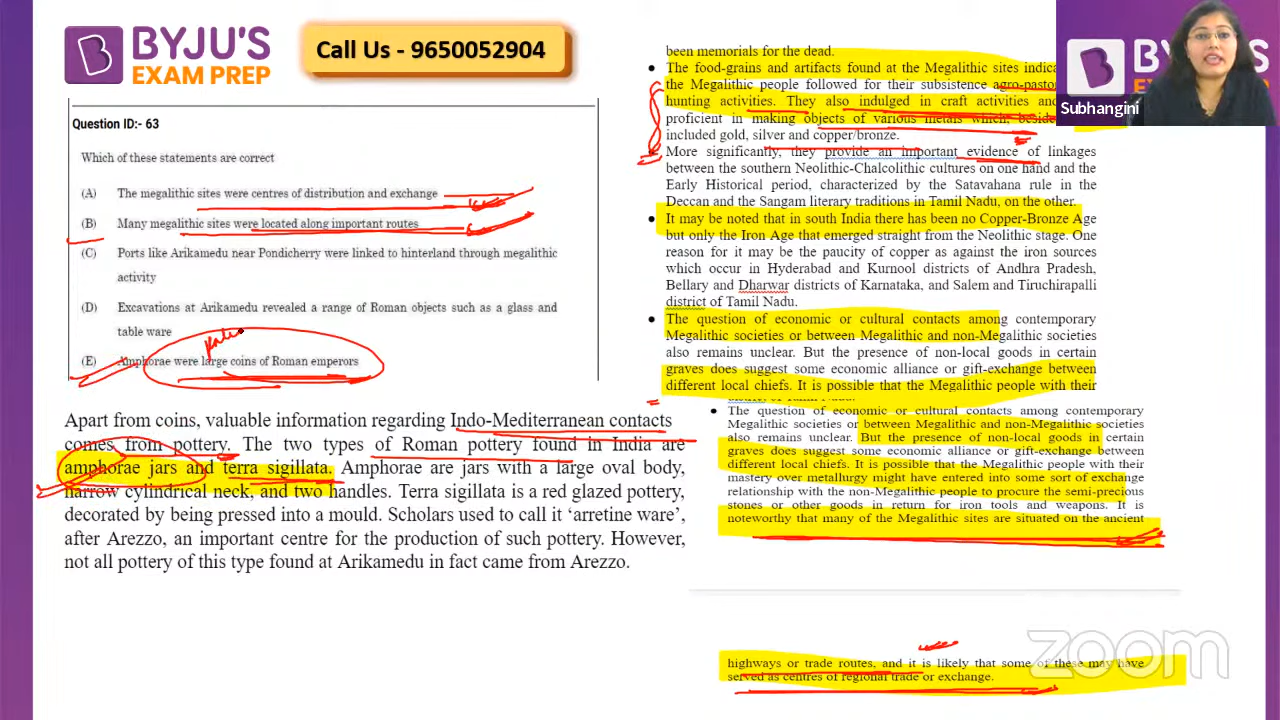 BYJU'S
EXAM PREP
Call Us - 9650052904
Question ID:- 63
Which of these statements are correct
(A) The megalithic sites were centres of distribution and exchange
(B) Many megalithic sites were located along important routes
(C) Ports like Arikamedu near Pondicherry were linked to hinterland through megalithic
activity
(D) Excavations at Arikamedu revealed a range of Roman objects such as a glass and
table ware
(E) Amphorae were large coins of Roman emperors
Apart from coins, valuable information regarding Indo-Mediterranean contacts
comes from pottery. The two types of Roman pottery found in India are
amphorae jars and terra sigillata. Amphorae are jars with a large oval body,
narrow cylindrical neck, and two handles. Terra sigillata is a red glazed pottery,
decorated by being pressed into a mould. Scholars used to call it ‘arretine ware’,
after Arezzo, an important centre for the production of such pottery. However,
not all pottery of this type found at Arikamedu in fact came from Arezzo.
been memorials for the dead.
• The food-grains and artifacts found at the Megalithic sites
the Megalithic people followed for their subsistence
hunting activities. They also indulged in craft activities
proficient in making objects of various metals which,
included gold, silver and copper/bronze.
More significantly, they provide an important evidence of linkages
between the southern Neolithic-Chalcolithic cultures on one hand and the
Early Historical period, characterized by the Satavahana rule in the
Deccan and the Sangam literary traditions in Tamil Nadu, on the other.
• It may be noted that in south India there has been no Copper-Bronze Age
but only the Iron Age that emerged straight from the Neolithic stage. One
reason for it may be the paucity of copper as against the iron sources
which occur in Hyderabad and Kurnool districts of Andhra Pradesh,
Bellary and Dharwar districts of Karnataka, and Salem and Tiruchirapalli
district of Tamil Nadu.
• The question of economic or cultural contacts among contemporary
Megalithic societies or between Megalithic and non-Megalithic societies
also remains unclear. But the presence of non-local goods in certain
graves does suggest some economic alliance or gift-exchange between
different local chiefs. It is possible that the Megalithic people with their
• The question of economic or cultural contacts among contemporary
Megalithic societies or between Megalithic and non-Megalithic societies
also remains unclear. But the presence of non-local goods in certain
graves does suggest some economic alliance or gift-exchange between
different local chiefs. It is possible that the Megalithic people with their
mastery over metallurgy might have entered into some sort of exchange
relationship with the non-Megalithic people to procure the semi-precious
stones or other goods in return for iron tools and weapons. It is
noteworthy that many of the Megalithic sites are situated on the ancient
highways or trade routes, and it is likely that some of these may have
served as centres of regional trade or exchange.
Subhangini
zoom